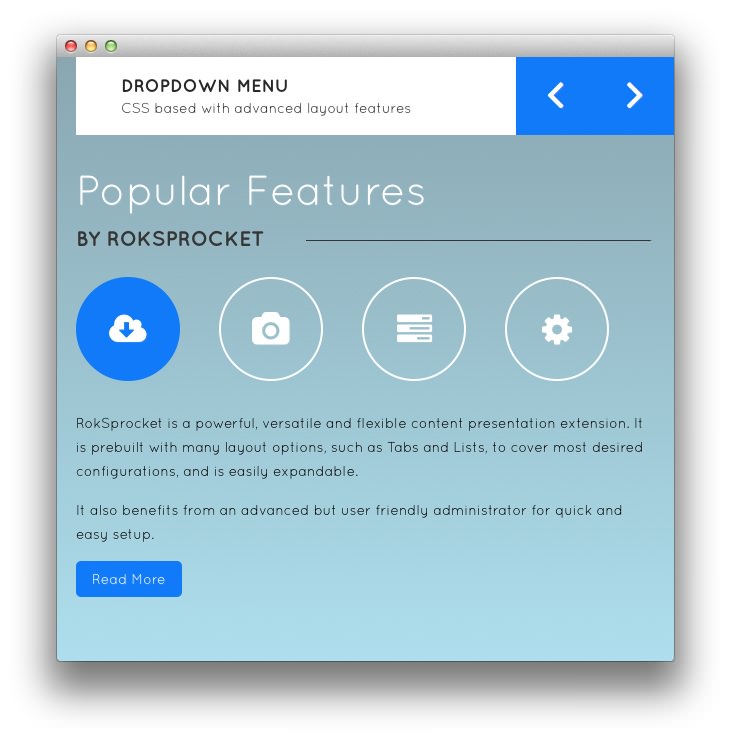 DROPDOWN MENU
CSS based with advanced layout features
Popular Features
BY ROKSPROCKET
RokSprocket is a powerful, versatile and flexible content presentation extension. It
is prebuilt with many layout options, such as Tabs and Lists, to cover most desired
configurations, and is easily expandable.
It also benefits from an advanced but user friendly administrator for quick and
easy setup.
Read More